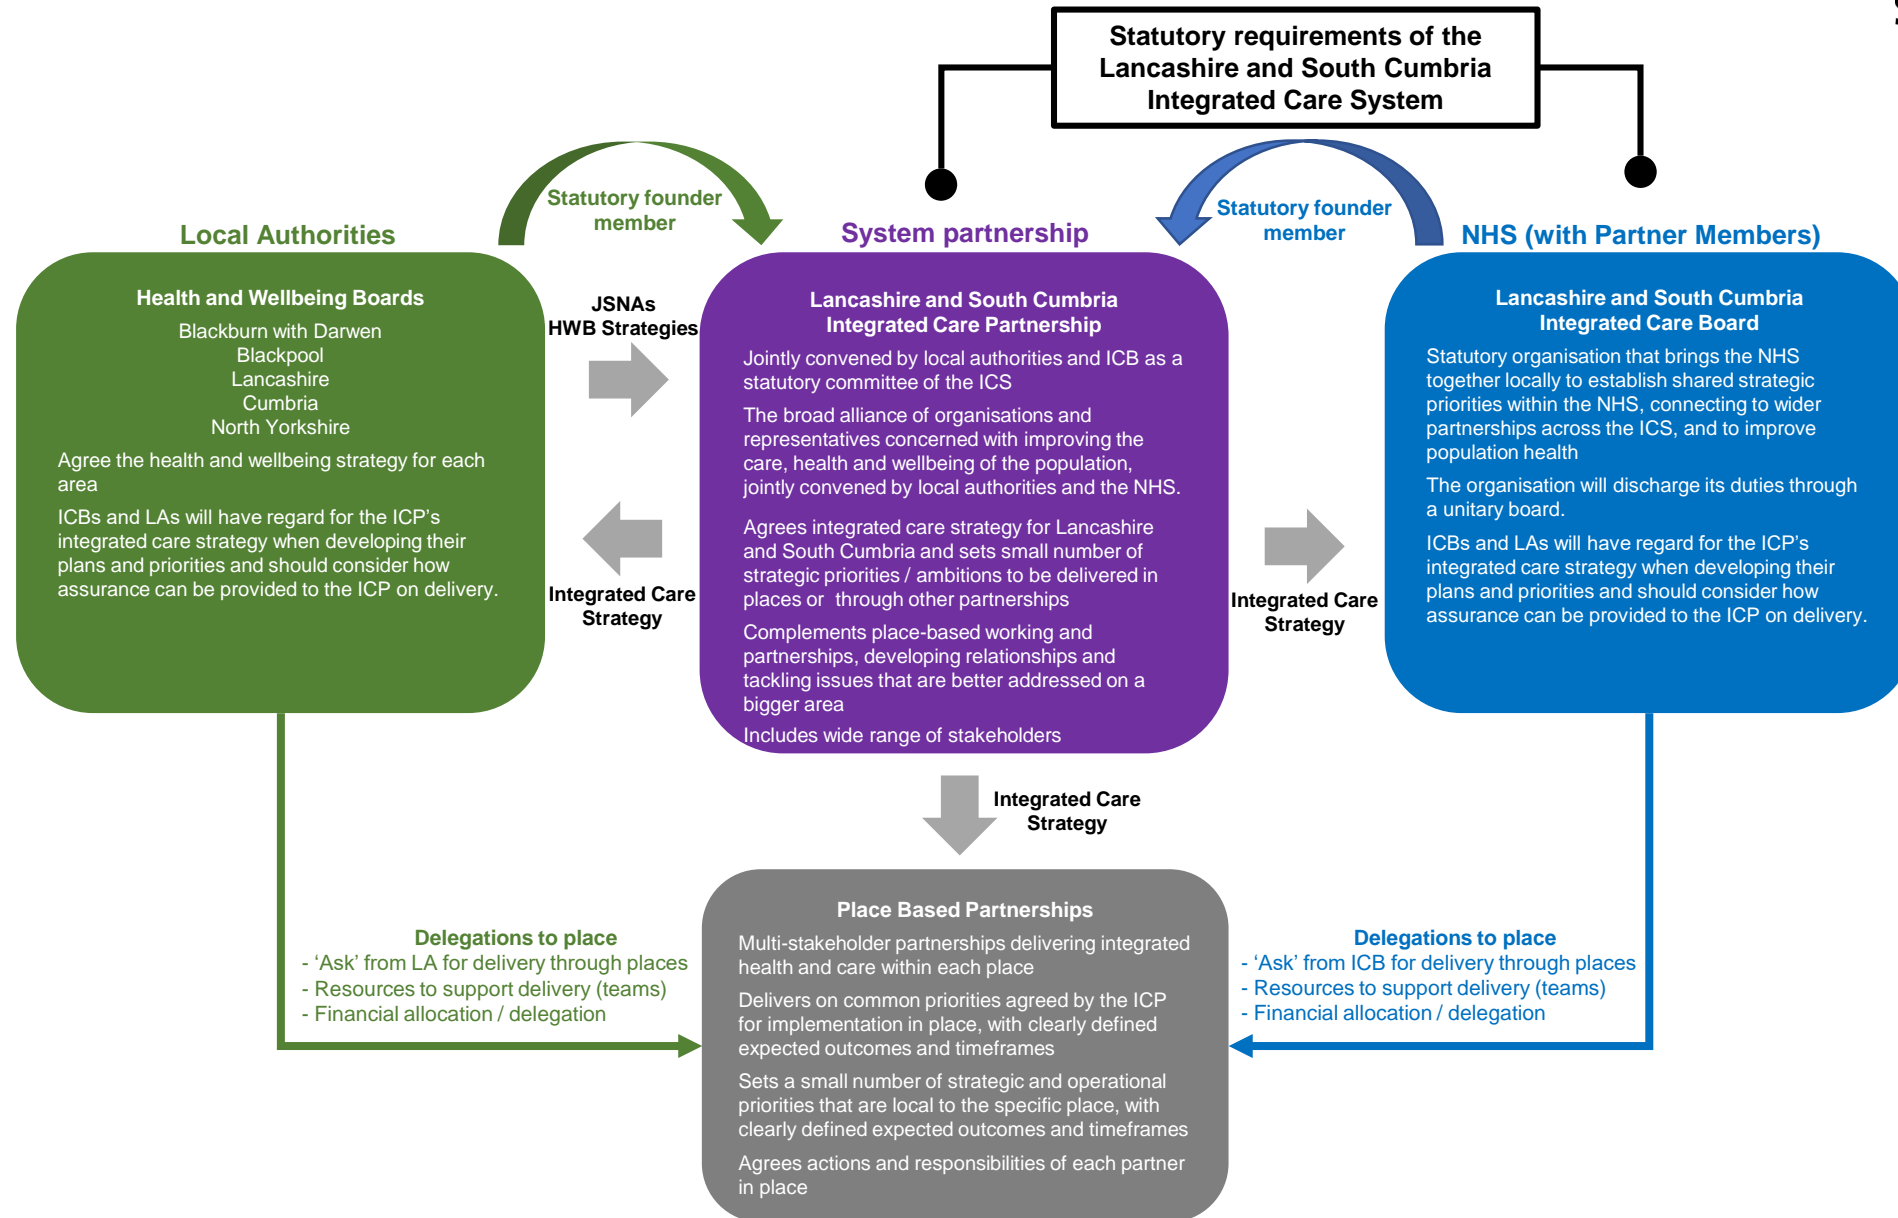 Statutory requirements of the
Lancashire and South Cumbria
Integrated Care System
Statutory founder
member
Statutory founder
member
Local Authorities
System partnership
NHS (with Partner Members)
Health and Wellbeing Boards
Blackburn with Darwen
Blackpool
Lancashire
Cumbria
North Yorkshire
Agree the health and wellbeing strategy for each
area
ICBs and LAs will have regard for the ICP's
integrated care strategy when developing their
plans and priorities and should consider how
assurance can be provided to the ICP on delivery.
JSNAs
HWB Strategies
Integrated Care
Strategy
Lancashire and South Cumbria
Integrated Care Partnership
Jointly convened by local authorities and ICB as a
statutory committee of the ICS
The broad alliance of organisations and
representatives concerned with improving the
care, health and wellbeing of the population,
jointly convened by local authorities and the NHS.
Agrees integrated care strategy for Lancashire
and South Cumbria and sets small number of
strategic priorities / ambitions to be delivered in
places or through other partnerships
Complements place-based working and
partnerships, developing relationships and
tackling issues that are better addressed on a
bigger area
Includes wide range of stakeholders
Integrated Care
Strategy
Lancashire and South Cumbria
Integrated Care Board
Statutory organisation that brings the NHS
together locally to establish shared strategic
priorities within the NHS, connecting to wider
partnerships across the ICS, and to improve
population health
The organisation will discharge its duties through
a unitary board.
ICBs and LAs will have regard for the ICP's
integrated care strategy when developing their
plans and priorities and should consider how
assurance can be provided to the ICP on delivery.
Integrated Care
Strategy
Delegations to place
- ‘Ask’ from LA for delivery through places
- Resources to support delivery (teams)
- Financial allocation / delegation
Place Based Partnerships
Multi-stakeholder partnerships delivering integrated
health and care within each place
Delivers on common priorities agreed by the ICP
for implementation in place, with clearly defined
expected outcomes and timeframes
Sets a small number of strategic and operational
priorities that are local to the specific place, with
clearly defined expected outcomes and timeframes
Agrees actions and responsibilities of each partner
in place
Delegations to place
- ‘Ask’ from ICB for delivery through places
- Resources to support delivery (teams)
- Financial allocation / delegation